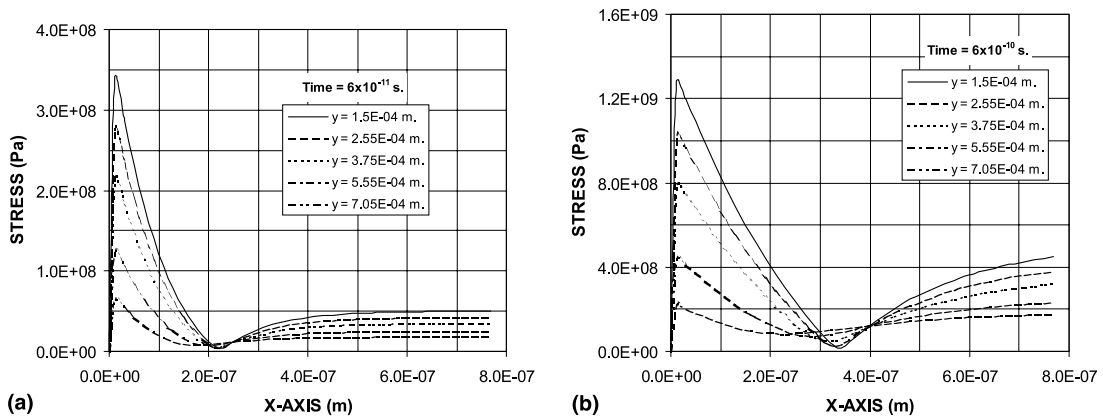 4.0E+08
3.0E+08
2.0E+08
1.0E+08
0.0E+00
STRESS (Pa)
Time = 6x10⁻¹¹ s.
y = 1.5E-04 m.
y = 2.55E-04 m.
y = 3.75E-04 m.
y = 5.55E-04 m.
y = 7.05E-04 m.
0.0E+00 2.0E-07 4.0E-07 6.0E-07 8.0E-07
X-AXIS (m)
(a)
1.6E+09
1.2E+09
8.0E+08
4.0E+08
0.0E+00
STRESS (Pa)
Time = 6x10⁻¹⁰ s.
y = 1.5E-04 m.
y = 2.55E-04 m.
y = 3.75E-04 m.
y = 5.55E-04 m.
y = 7.05E-04 m.
0.0E+00 2.0E-07 4.0E-07 6.0E-07 8.0E-07
X-AXIS (m)
(b)